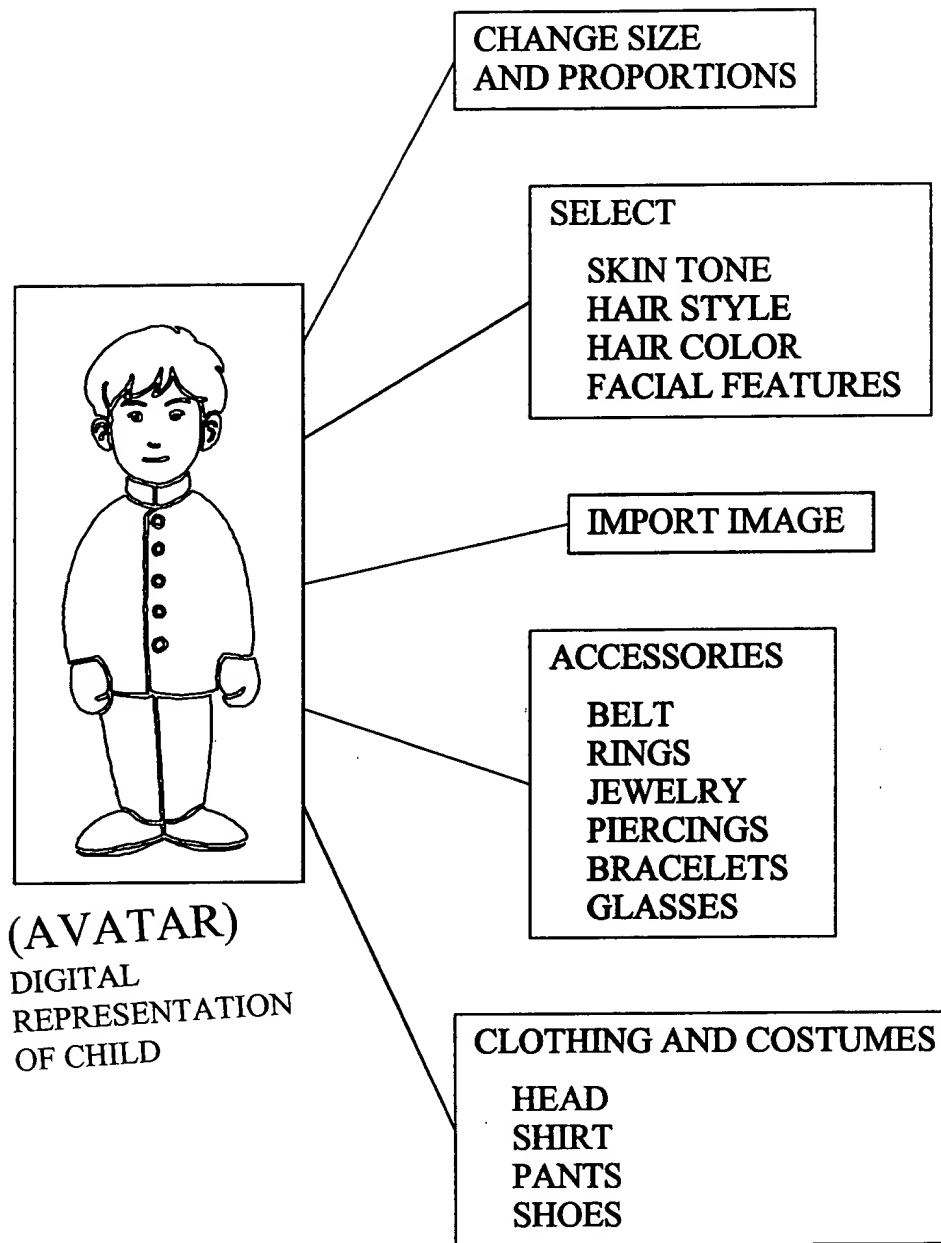 CHANGE SIZE
AND PROPORTIONS
SELECT
SKIN TONE
HAIR STYLE
HAIR COLOR
FACIAL FEATURES
IMPORT IMAGE
ACCESSORIES
BELT
RINGS
JEWELRY
PIERCINGS
BRACELETS
GLASSES
(AVATAR)
DIGITAL
REPRESENTATION
OF CHILD
CLOTHING AND COSTUMES
HEAD
SHIRT
PANTS
SHOES